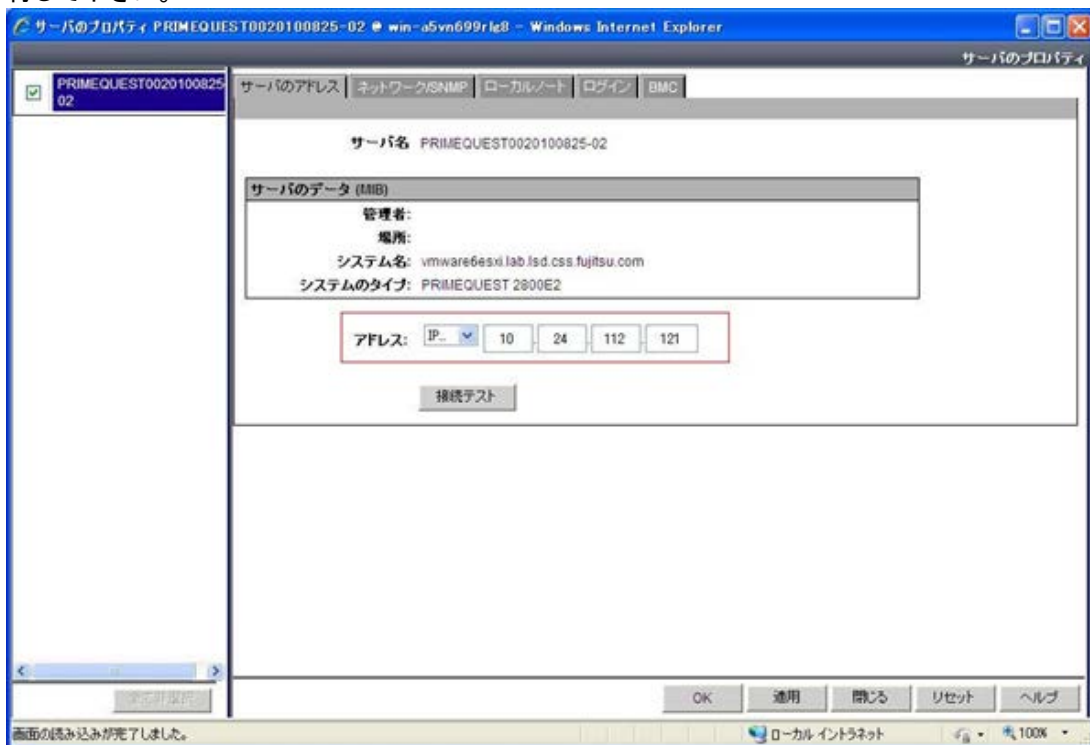 サーバのプロパティ PRIMEQUEST0020100825-02 @ win-a5vn699rlg8 - Windows Internet Explorer
サーバのプロパティ
PRIMEQUEST0020100825
02
サーバのアドレス ネットワーク/SNMP ローカルノート ログイン BMC
サーバ名 PRIMEQUEST0020100825-02
サーバのデータ (MIB)
管理者:
場所:
システム名: vmware6esxi.lab.lsd.css.fujitsu.com
システムのタイプ: PRIMEQUEST 2800E2
アドレス: IP... 10 . 24 . 112 . 121
接続テスト
OK 適用 閉じる リセット ヘルプ
画面の読み込みが完了しました。
ローカル イントラネット 100%